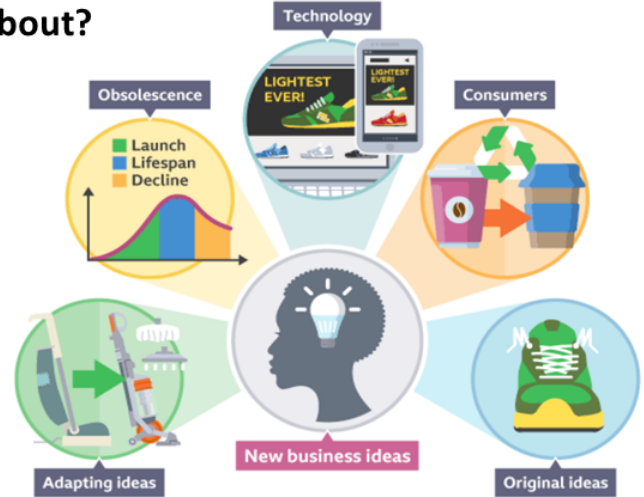 bout?
Technology
LIGHTEST
EVER!
LIGHTEST
EVER!
Obsolescence
Consumers
Launch
Lifespan
Decline
New business ideas
Adapting ideas
Original ideas